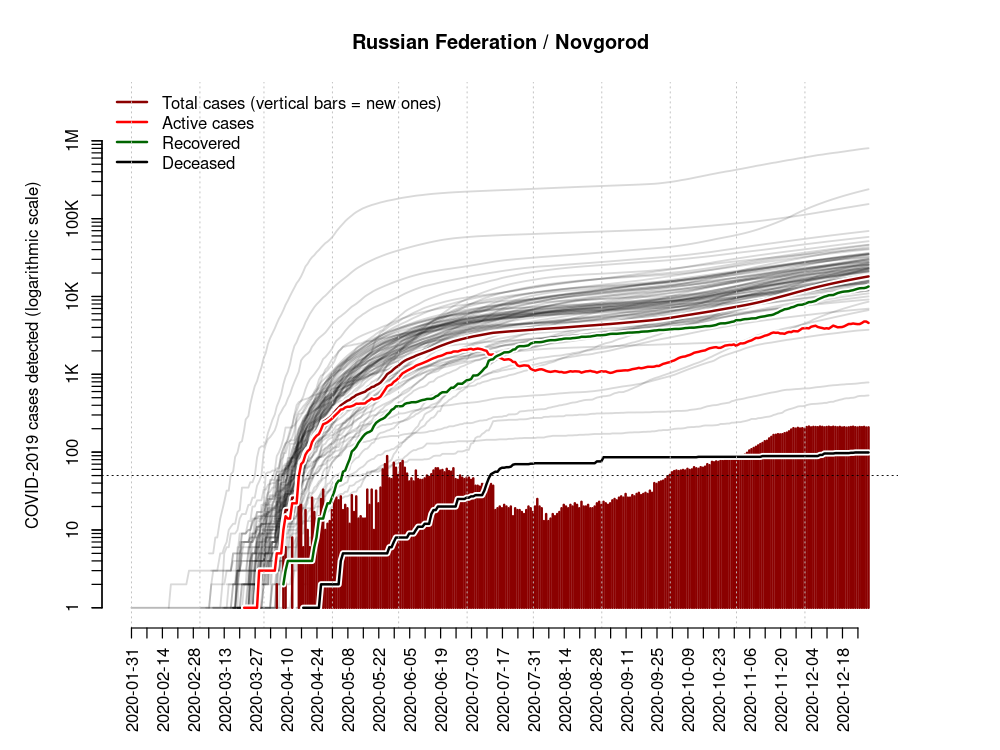 Russian Federation / Novgorod
Total cases (vertical bars = new ones)
Active cases
Recovered
Deceased
COVID-2019 cases detected (logarithmic scale)
1M
100K
10K
1K
100
10
1
2020-01-31
2020-02-14
2020-02-28
2020-03-13
2020-03-27
2020-04-10
2020-04-24
2020-05-08
2020-05-22
2020-06-05
2020-06-19
2020-07-03
2020-07-17
2020-07-31
2020-08-14
2020-08-28
2020-09-11
2020-09-25
2020-10-09
2020-10-23
2020-11-06
2020-11-20
2020-12-04
2020-12-18